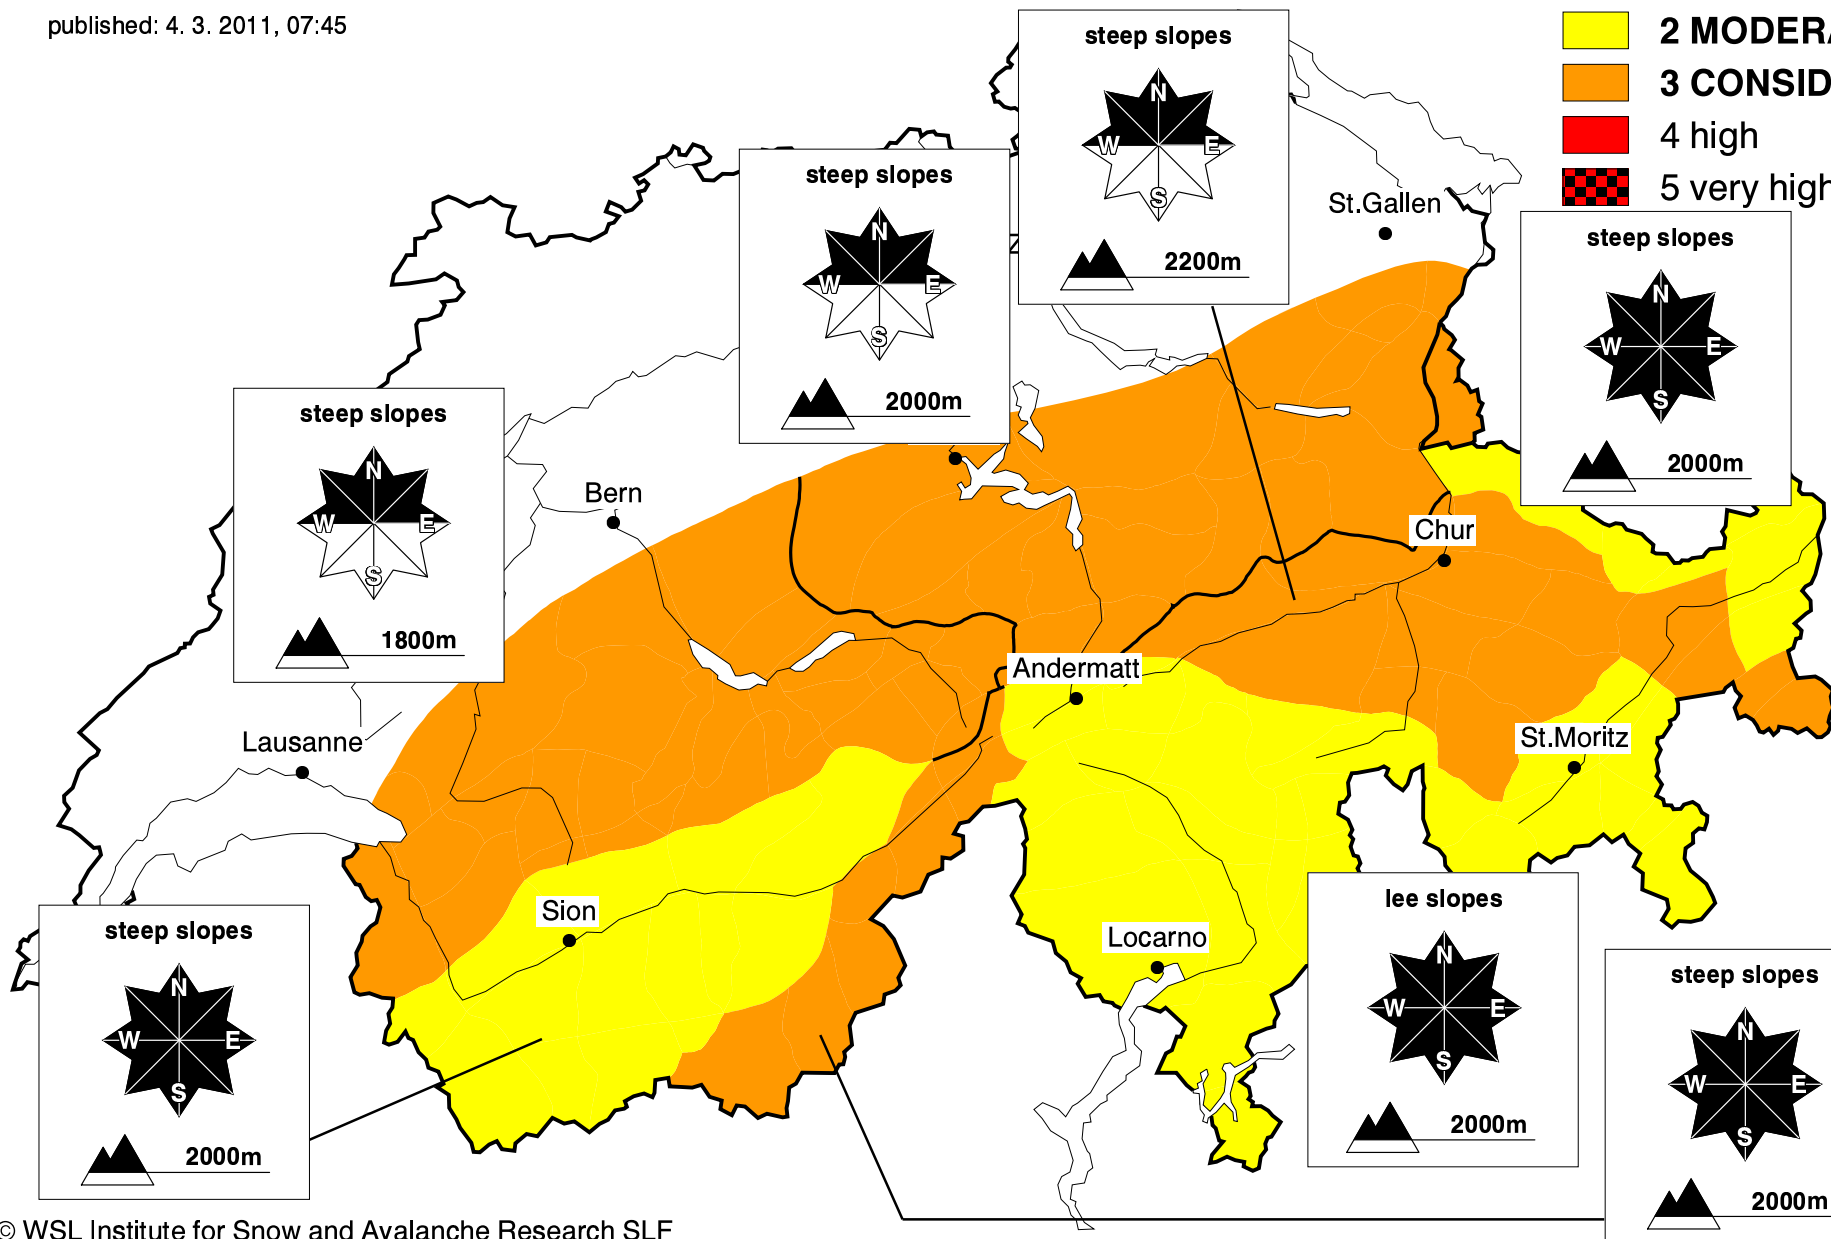 published: 4. 3. 2011, 07:45
2 MODERA
3 CONSID
4 high
5 very high
steep slopes
N
W E
S
2200m
steep slopes
N
W E
S
2000m
St.Gallen
steep slopes
N
W E
S
2000m
steep slopes
N
W E
S
1800m
Bern
Chur
Andermatt
Lausanne
St.Moritz
Sion
Locarno
steep slopes
N
W E
S
2000m
lee slopes
N
W E
S
2000m
steep slopes
N
W E
S
2000m
© WSL Institute for Snow and Avalanche Research SLF